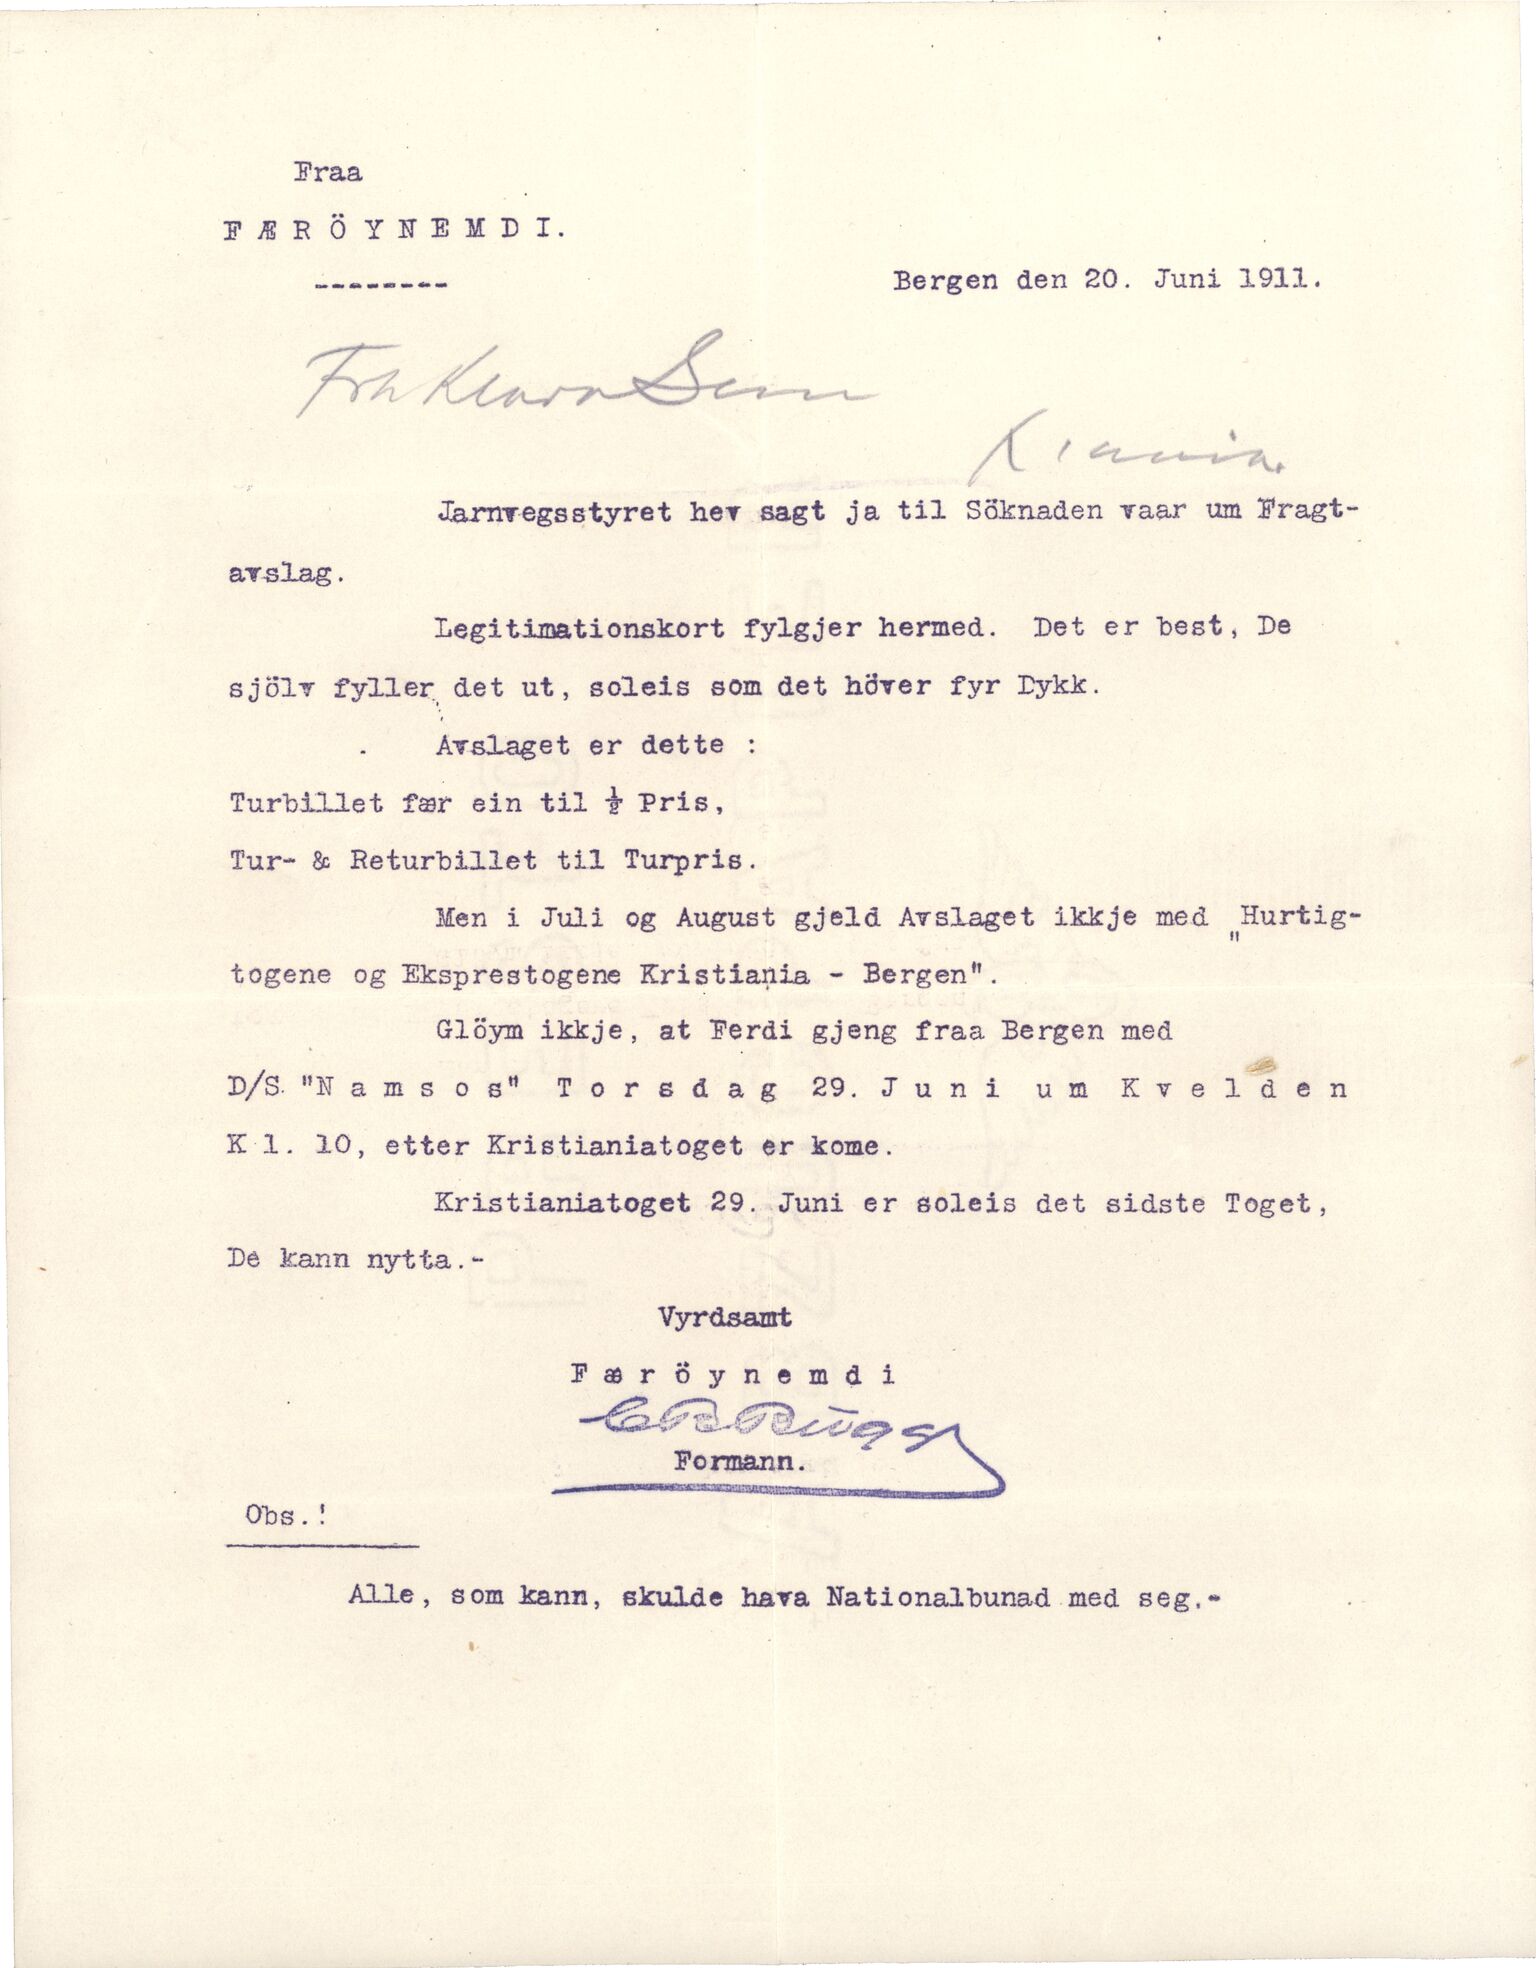 Fraa
FÆRÖYNEMDI.
--------
Bergen den 20. Juni 1911.
Frk Klara Sem
Kr.ania.
Jarnvegsstyret hev sagt ja til Söknaden vaar um Fragt-
avslag.
Legitimationskort fylgjer hermed. Det er best, De
sjölv fyller det ut, soleis som det höver fyr Dykk.
Avslaget er dette :
Turbillet fær ein til ½ Pris,
Tur- & Returbillet til Turpris.
Men i Juli og August gjeld Avslaget ikkje med "Hurtig-
togene og Eksprestogene Kristiania - Bergen".
Glöym ikkje, at Ferdi gjeng fraa Bergen med
D/S. "Namsos" Torsdag 29. Juni um Kvelden
Kl. 10, etter Kristianiatoget er kome.
Kristianiatoget 29. Juni er soleis det sidste Toget,
De kann nytta.-
Vyrdsamt
Færöynemdi
Formann.
Obs.!
Alle, som kann, skulde hava Nationalbunad med seg.-